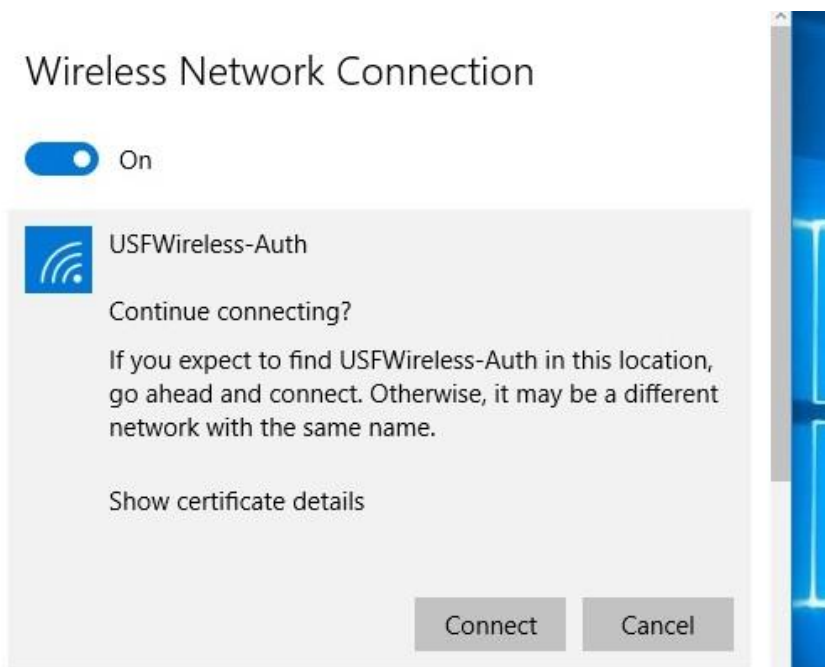 Wireless Network Connection
On
USFWireless-Auth
Continue connecting?
If you expect to find USFWireless-Auth in this location,
go ahead and connect. Otherwise, it may be a different
network with the same name.
Show certificate details
Connect Cancel